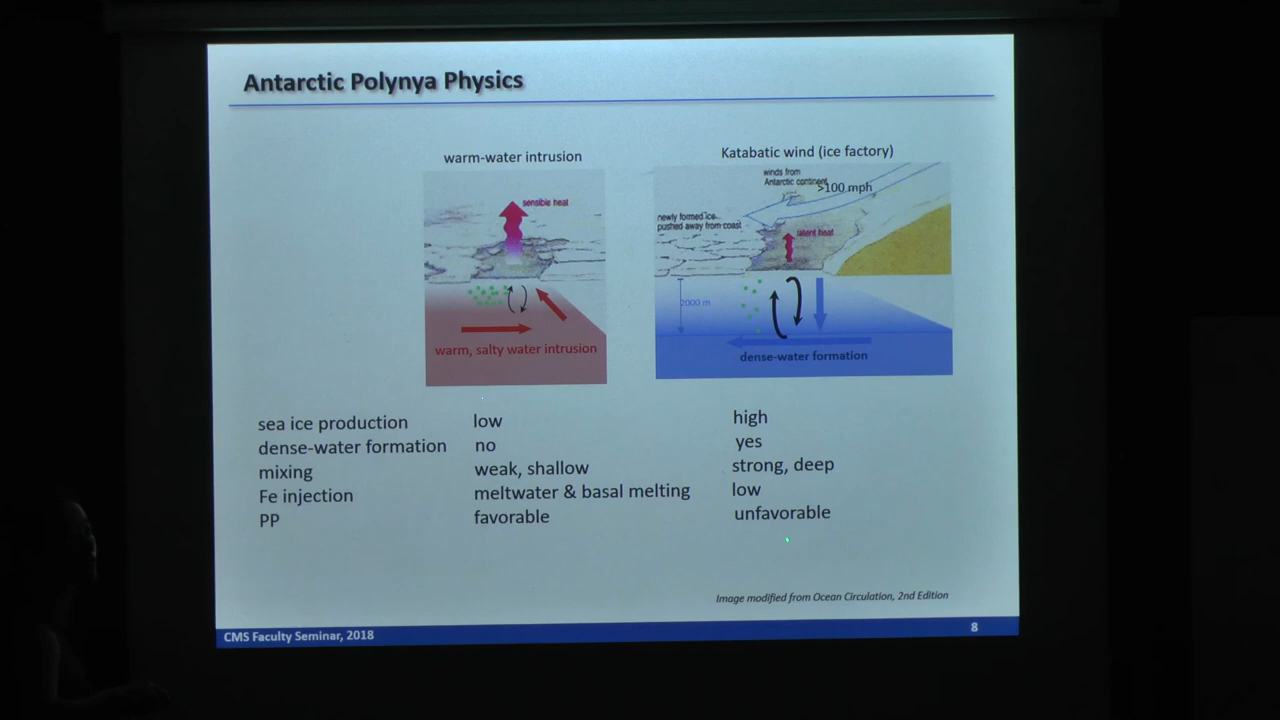 Antarctic Polynya Physics
warm-water intrusion
Katabatic wind (ice factory)
sensible heat
winds from
Antarctic continent
>100 mph
newly formed ice
pushed away from coast
latent heat
2000 m
warm, salty water intrusion
dense-water formation
sea ice production low high
dense-water formation no yes
mixing weak, shallow strong, deep
Fe injection meltwater & basal melting low
PP favorable unfavorable
Image modified from Ocean Circulation, 2nd Edition
CMS Faculty Seminar, 2018
8